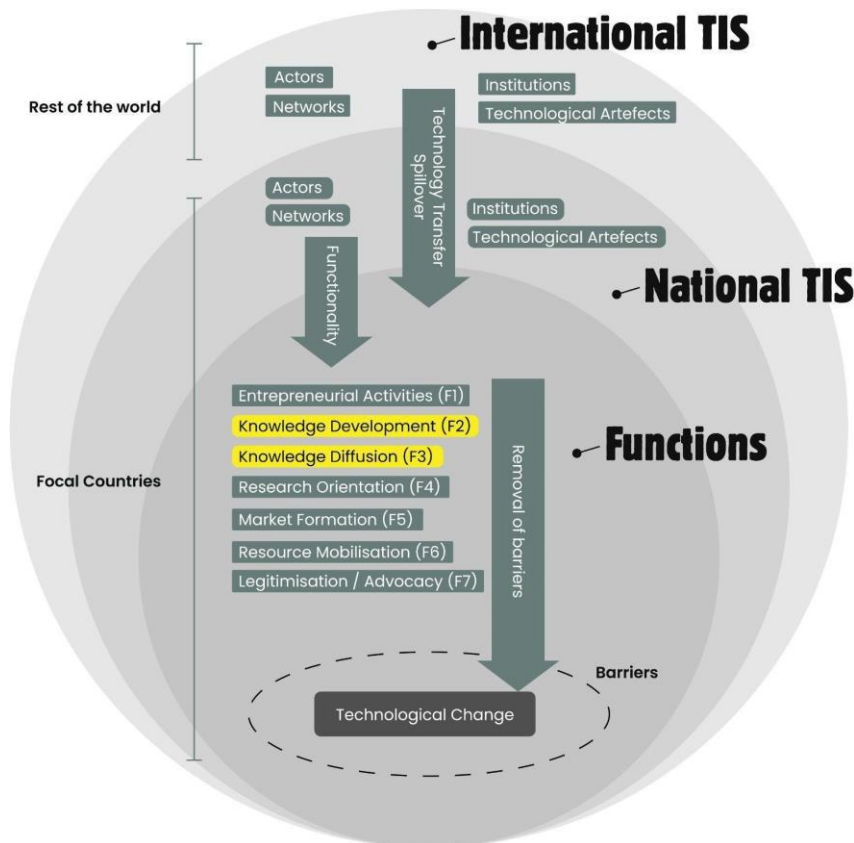 International TIS
Actors
Networks
Institutions
Technological Artefects
Rest of the world
Technology Transfer
Spillover
Actors
Networks
Institutions
Technological Artefects
Functionality
National TIS
Entrepreneurial Activities (F1)
Knowledge Development (F2)
Knowledge Diffusion (F3)
Research Orientation (F4)
Market Formation (F5)
Resource Mobilisation (F6)
Legitimisation / Advocacy (F7)
Functions
Focal Countries
Removal of barriers
Barriers
Technological Change